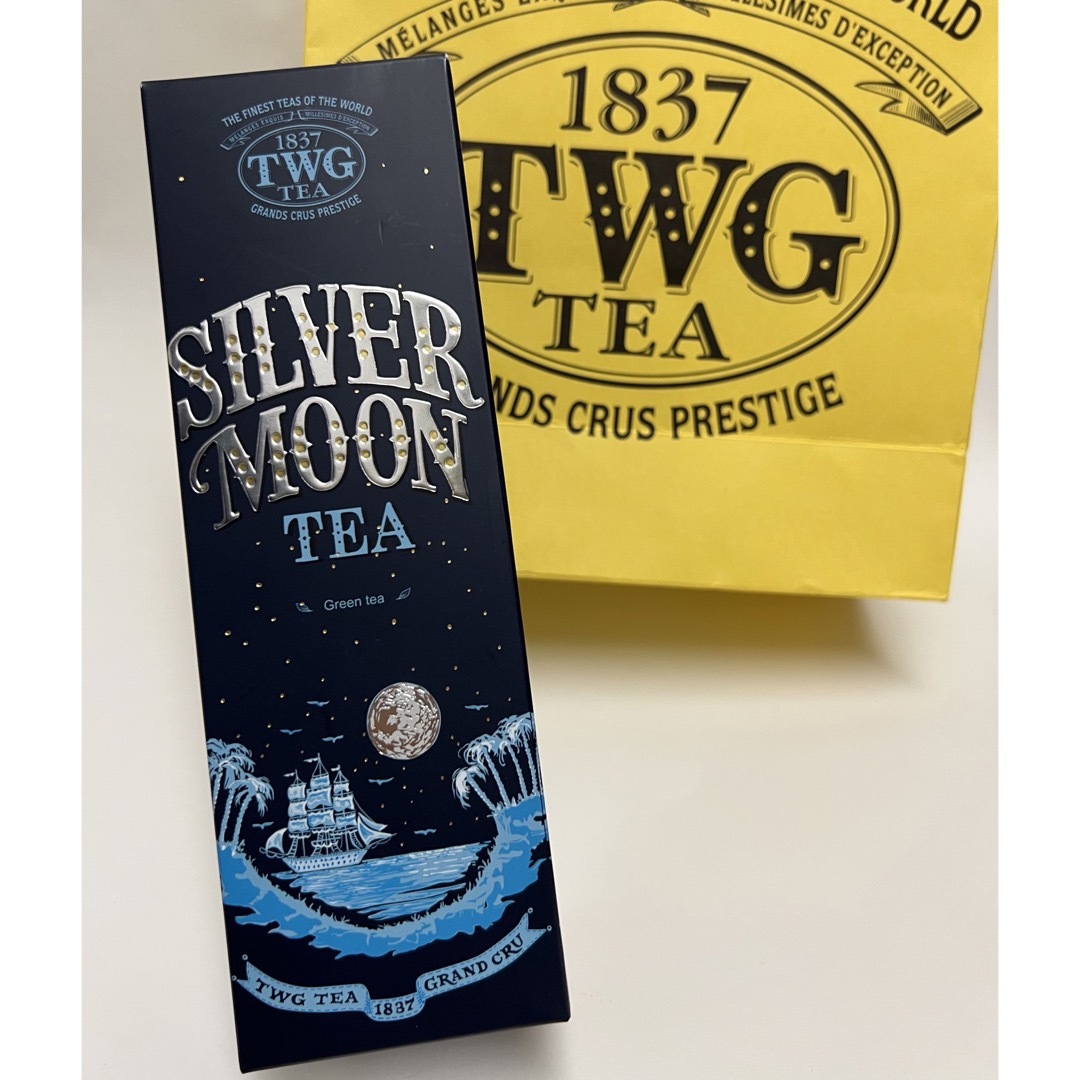 THE FINEST TEAS OF THE WORLD
MÉLANGES EXQUIS MILLÉSIMES D'EXCEPTION
1837
TWG
TEA
GRANDS CRUS PRESTIGE
SILVER
MOON
TEA
Green tea
TWG TEA 1837 GRAND CRU
WORLD
MÉLANGES MILLÉSIMES D'EXCEPTION
1837
TWG
TEA
NDS CRUS PRESTIGE